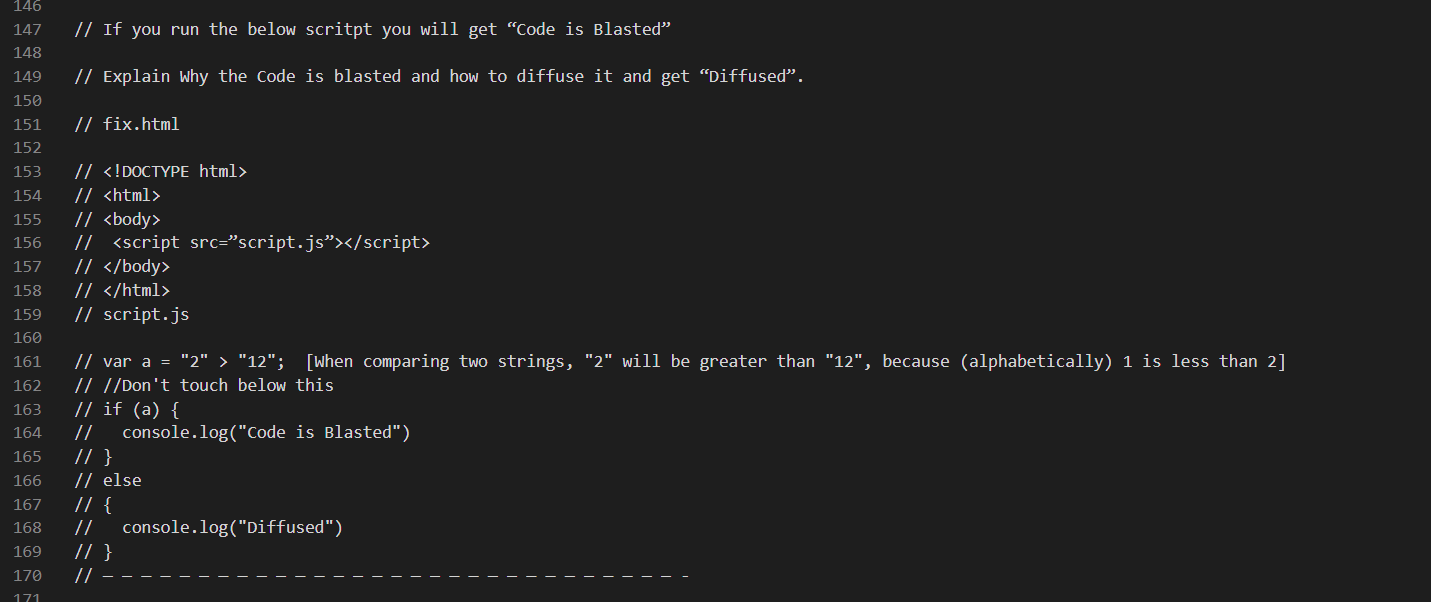 146
147 // If you run the below scritpt you will get “Code is Blasted”
148
149 // Explain Why the Code is blasted and how to diffuse it and get “Diffused”.
150
151 // fix.html
152
153 // <!DOCTYPE html>
154 // <html>
155 // <body>
156 //  <script src=”script.js”></script>
157 // </body>
158 // </html>
159 // script.js
160
161 // var a = "2" > "12";  [When comparing two strings, "2" will be greater than "12", because (alphabetically) 1 is less than 2]
162 // //Don't touch below this
163 // if (a) {
164 //   console.log("Code is Blasted")
165 // }
166 // else
167 // {
168 //   console.log("Diffused")
169 // }
170 // — — — — — — — — — — — — — — — — — — — — — — — — — — — — — — -
171